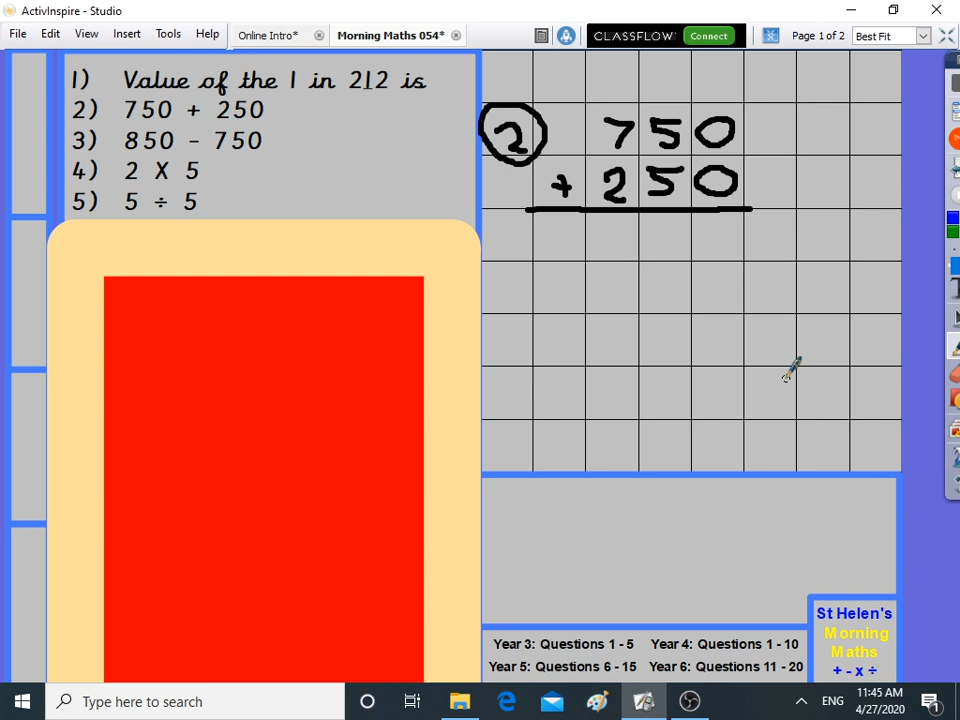 ActivInspire - Studio
File Edit View Insert Tools Help
Online Intro* Morning Maths 054*
CLASSFLOW Connect
Page 1 of 2 Best Fit
1) Value of the 1 in 212 is
2) 750 + 250
3) 850 - 750
4) 2 X 5
5) 5 ÷ 5
2 750
+ 250
Year 3: Questions 1 - 5 Year 4: Questions 1 - 10
Year 5: Questions 6 - 15 Year 6: Questions 11 - 20
St Helen's
Morning
Maths
+ - x ÷
Type here to search
ENG
11:45 AM
4/27/2020
1